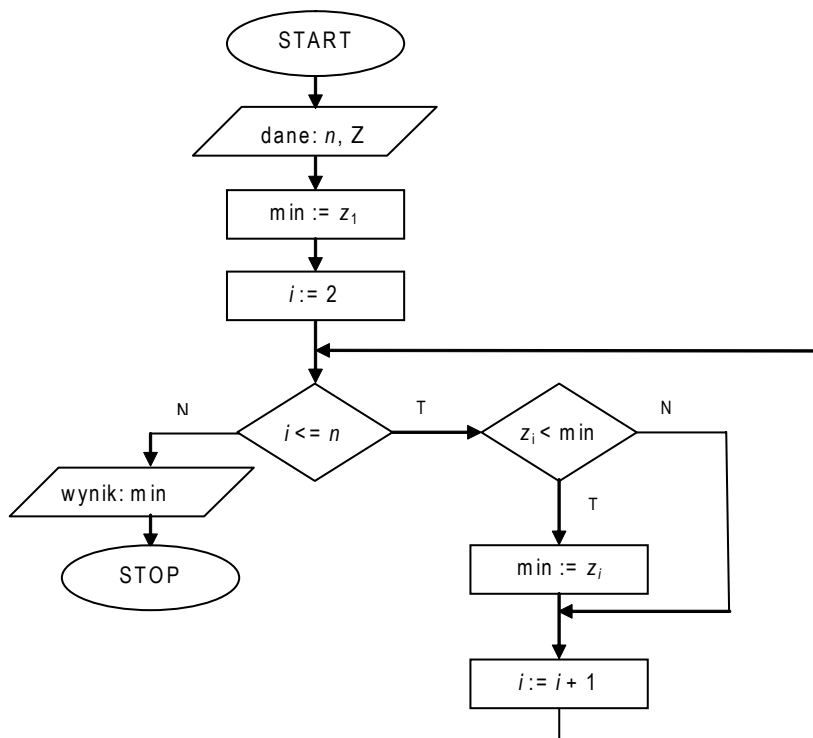 START
dane: n, Z
min := z₁
i := 2
N
i <= n
T
zᵢ < min
N
wynik: min
T
STOP
min := zᵢ
i := i + 1